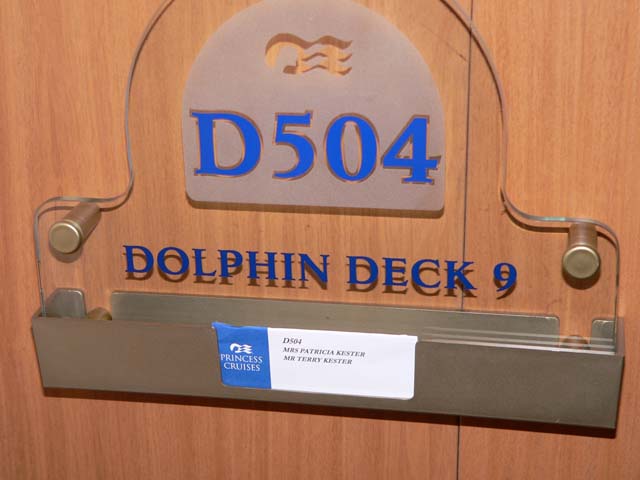 D504
DOLPHIN DECK 9
PRINCESS
CRUISES
D504
MRS PATRICIA KESTER
MR TERRY KESTER